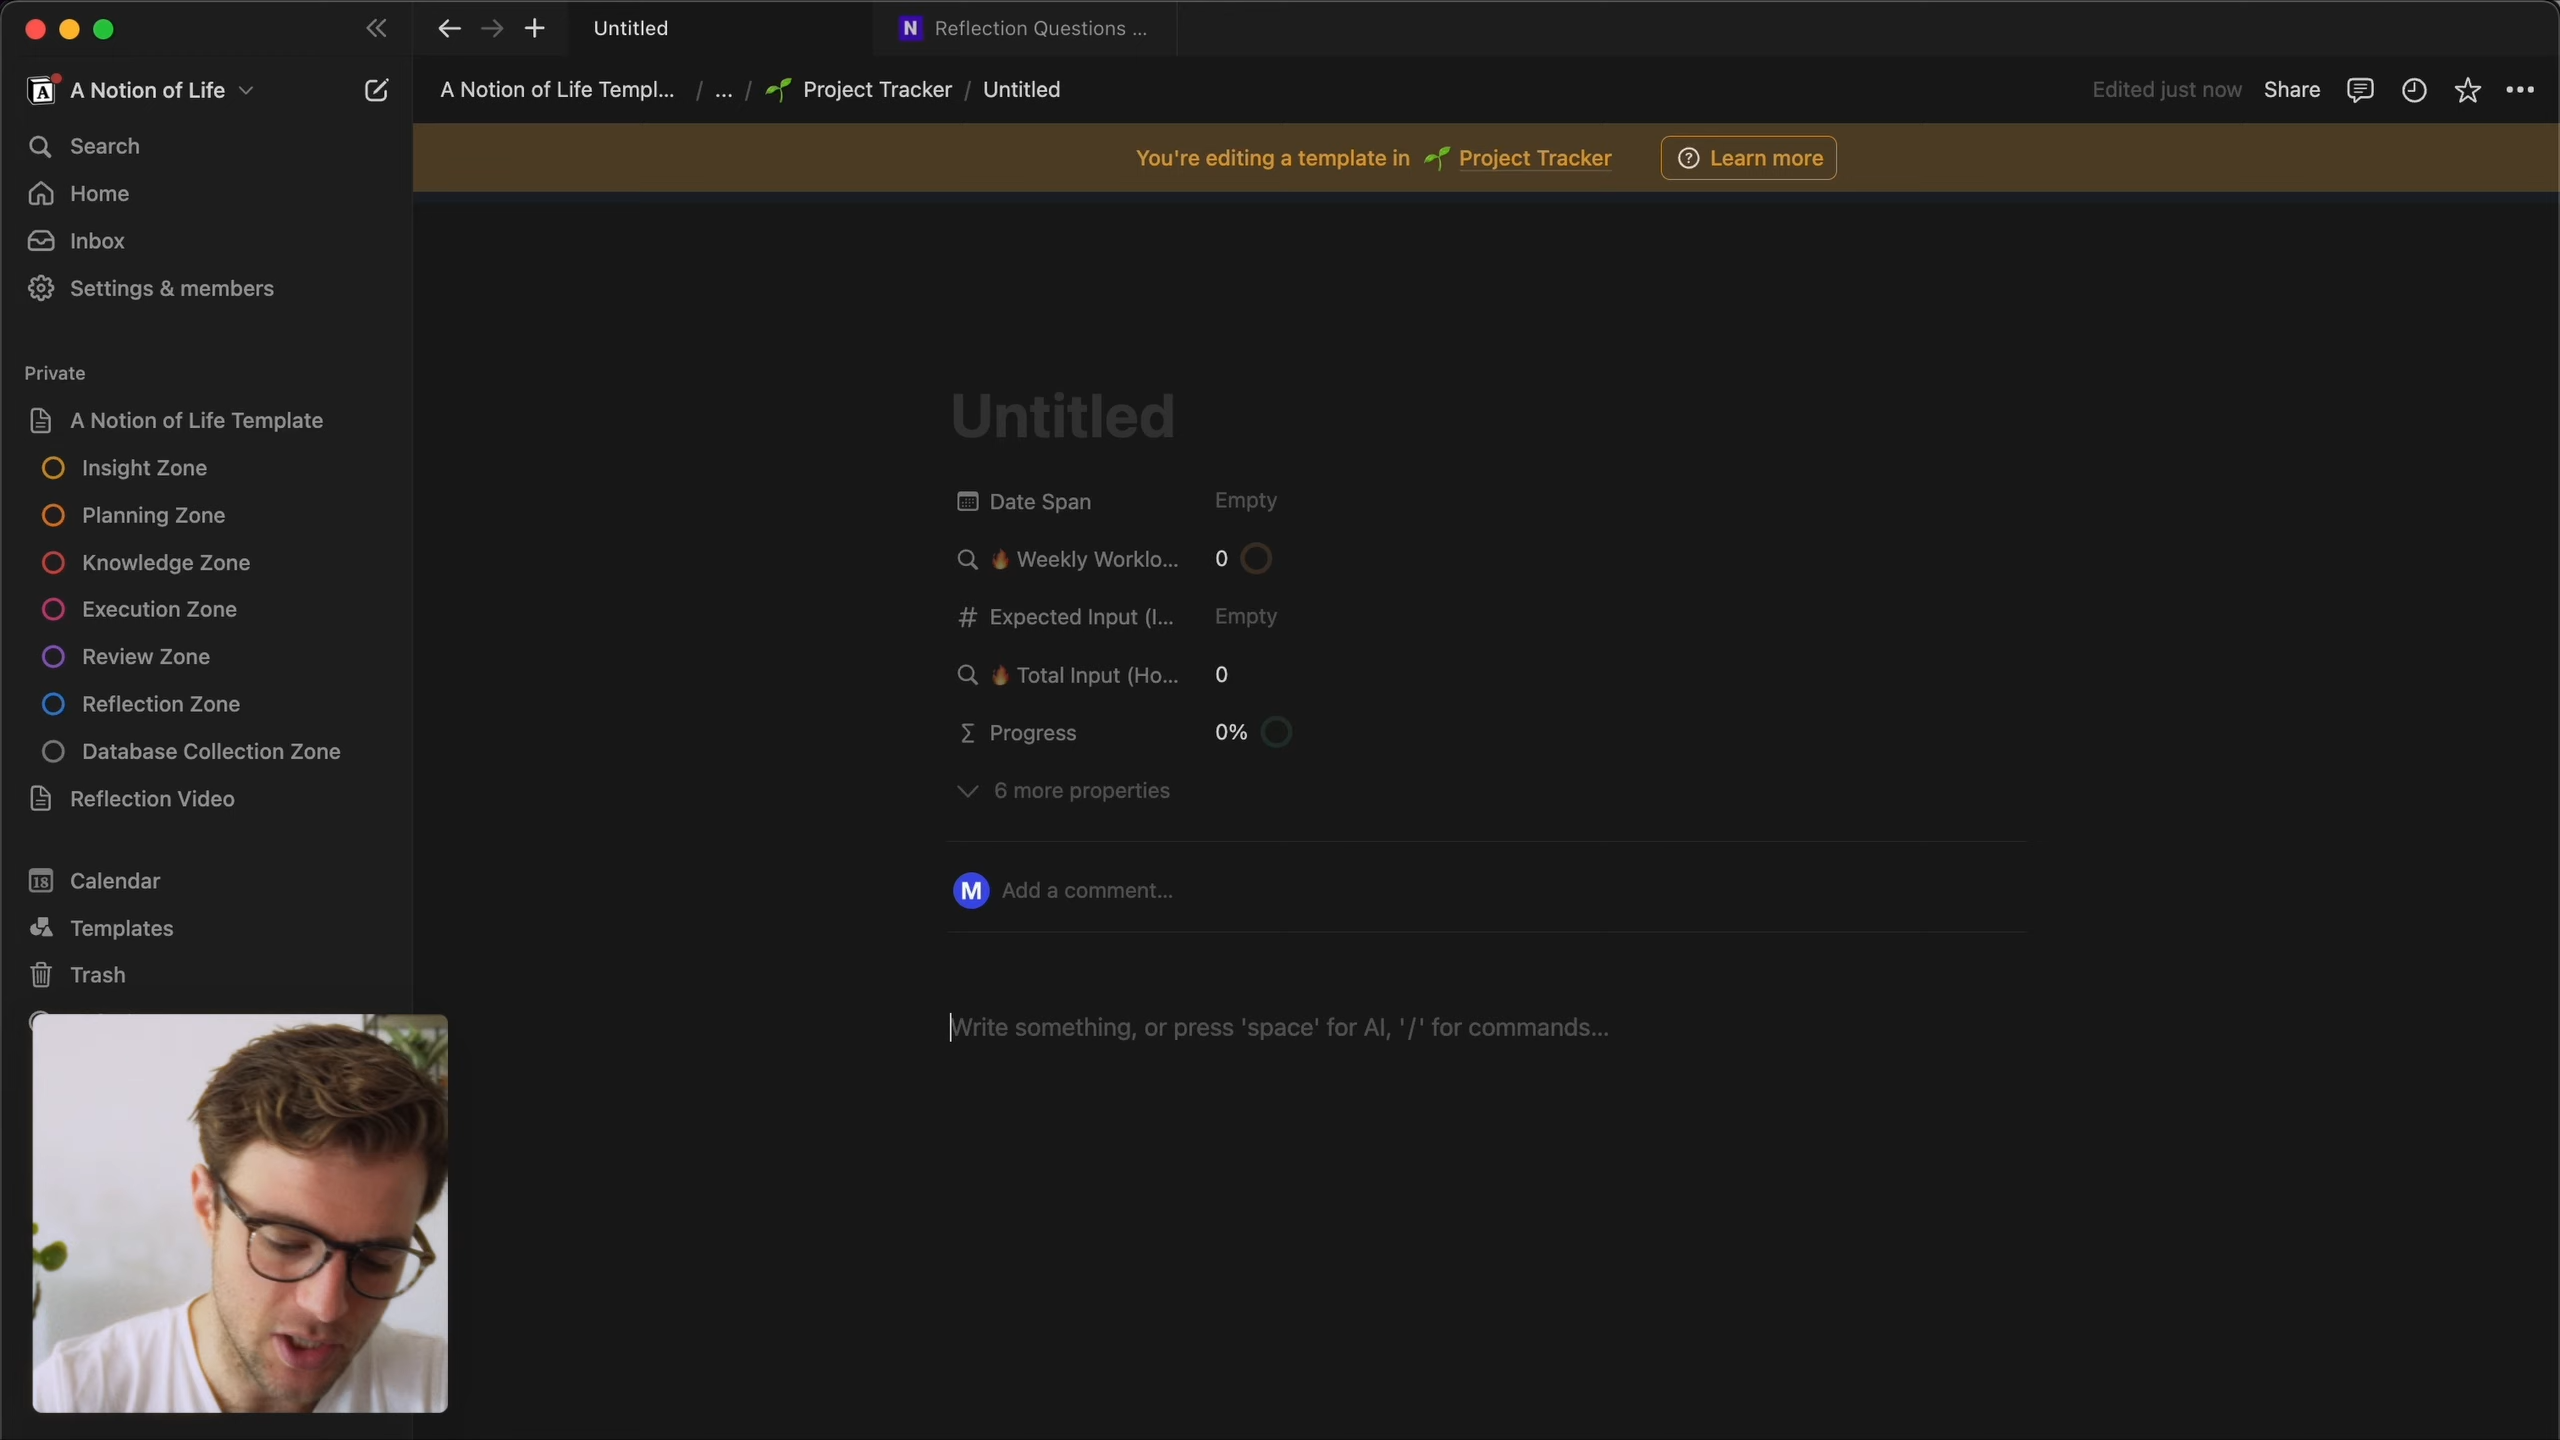 Untitled
N Reflection Questions ...
A A Notion of Life
A Notion of Life Templ... / ... / Project Tracker / Untitled
Edited just now Share
You're editing a template in Project Tracker
? Learn more
Search
Home
Inbox
Settings & members
Private
A Notion of Life Template
Insight Zone
Planning Zone
Knowledge Zone
Execution Zone
Review Zone
Reflection Zone
Database Collection Zone
Reflection Video
18 Calendar
Templates
Trash
Untitled
Date Span Empty
🔥 Weekly Worklo... 0
# Expected Input (I... Empty
🔥 Total Input (Ho... 0
Σ Progress 0%
6 more properties
M Add a comment...
Write something, or press 'space' for AI, '/' for commands...